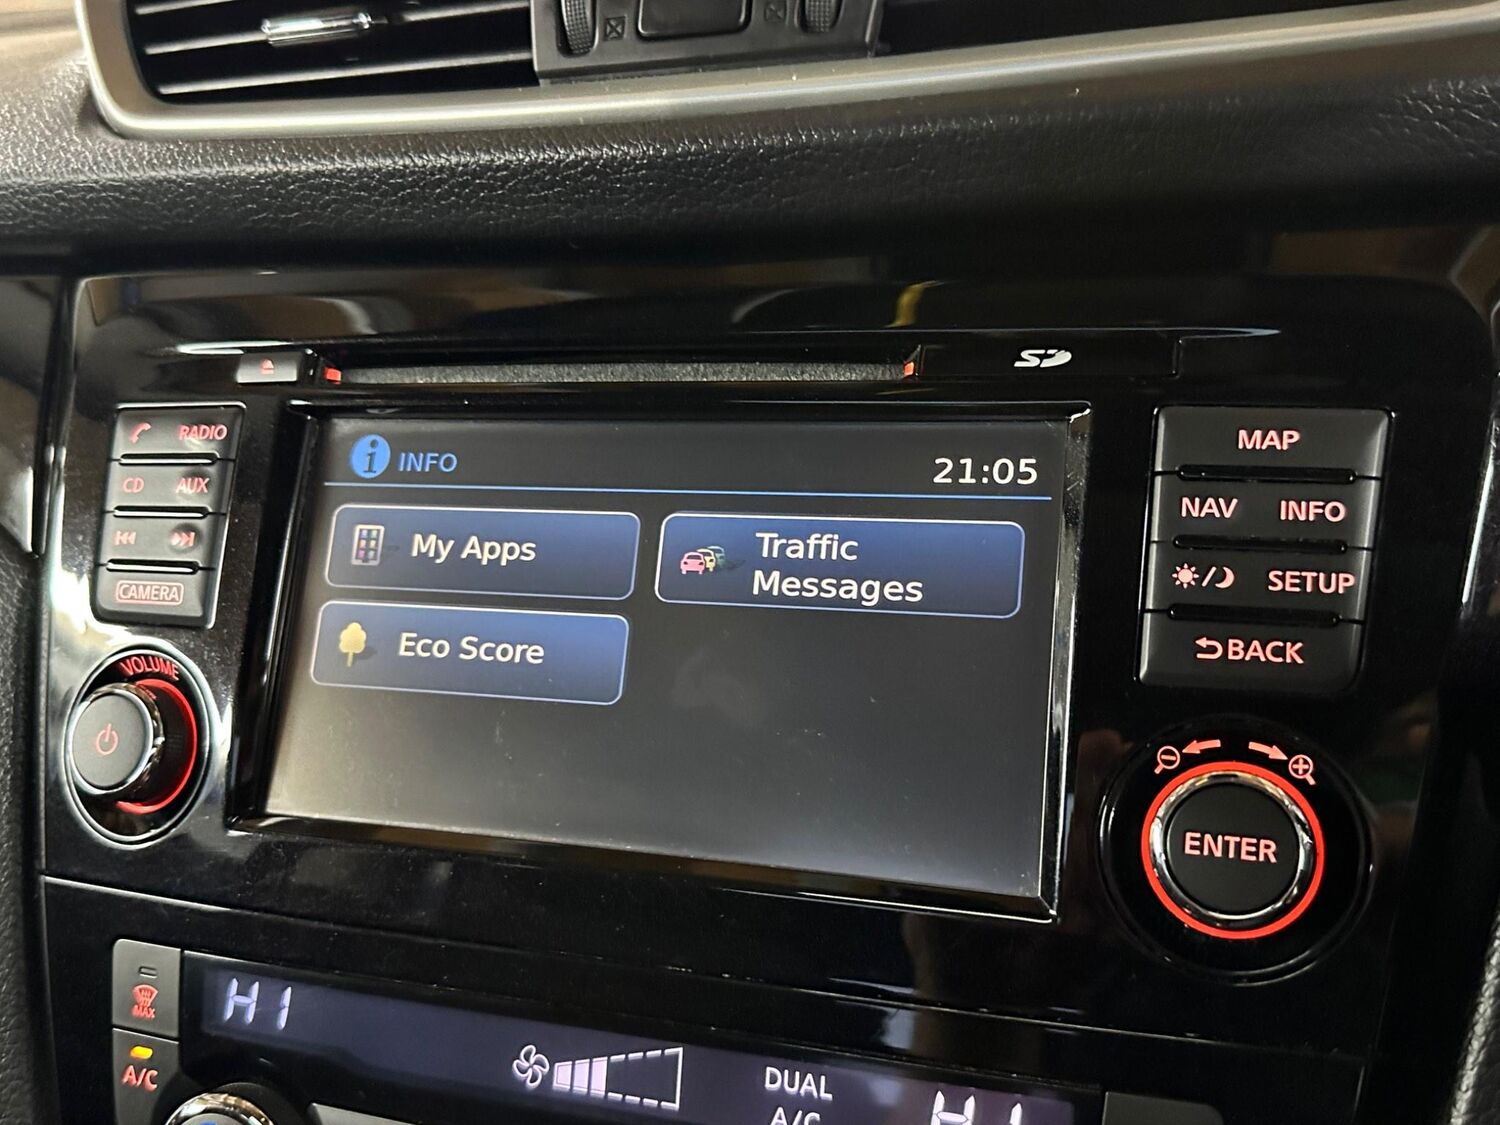 SD
RADIO
CD AUX
CAMERA
VOLUME
INFO
21:05
My Apps
Traffic
Messages
Eco Score
MAP
NAV INFO
SETUP
BACK
ENTER
MAX
A/C
HI
DUAL
A/C
HI